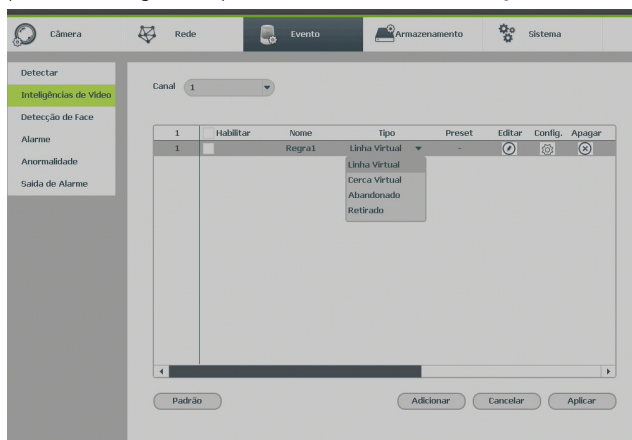 Câmera Rede Evento Armazenamento Sistema
Detectar
Inteligências de Vídeo
Detecção de Face
Alarme
Anormalidade
Saída de Alarme
Canal 1
1 Habilitar Nome Tipo Preset Editar Config. Apagar
1 Regra1 Linha Virtual -
Linha Virtual
Cerca Virtual
Abandonado
Retirado
Padrão Adicionar Cancelar Aplicar